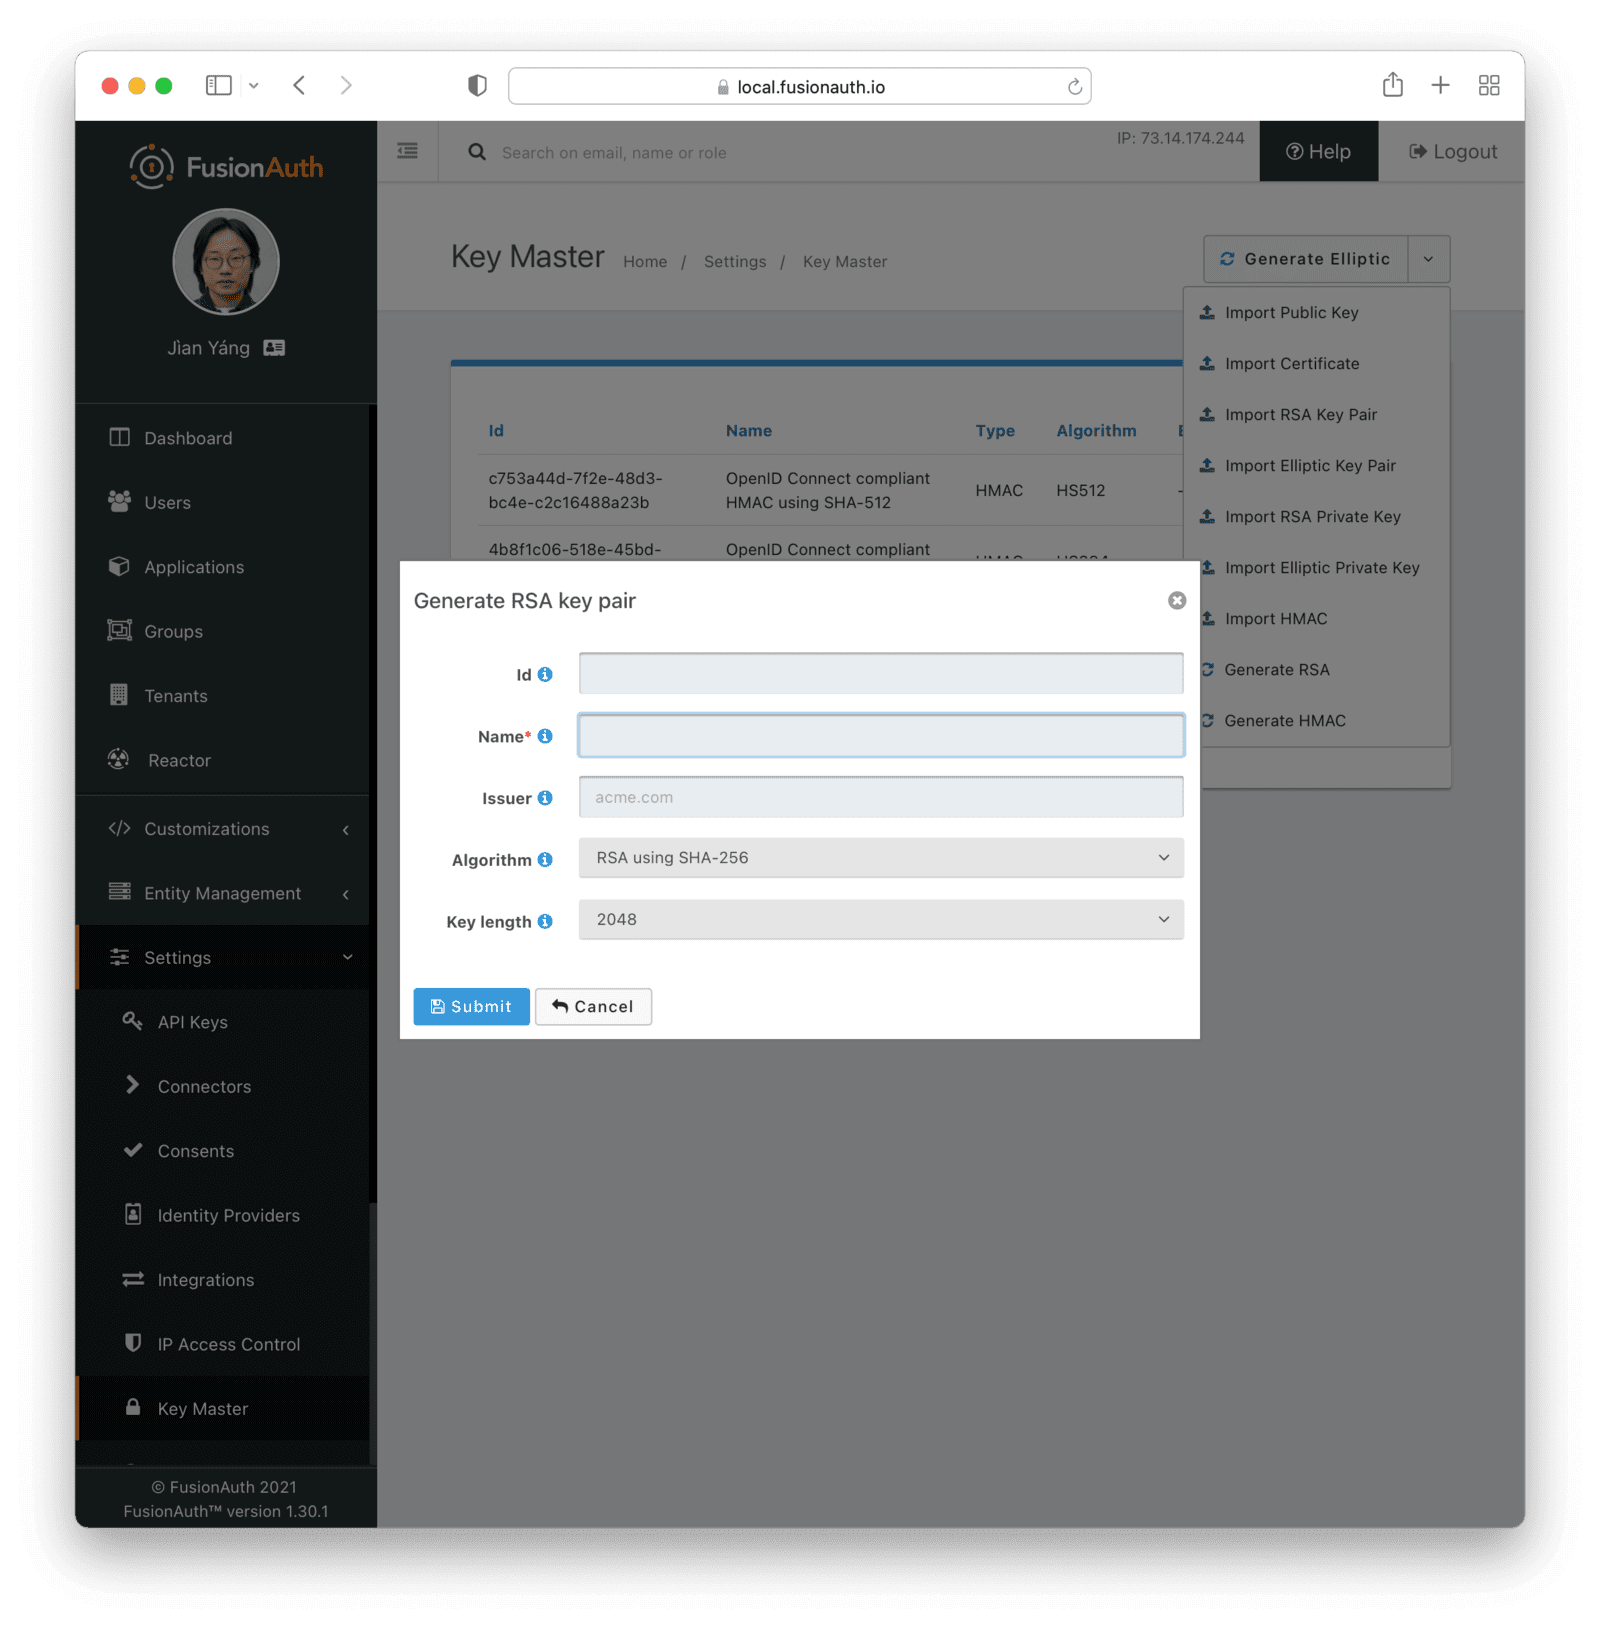 local.fusionauth.io
FusionAuth
Jìan Yáng
Dashboard
Users
Applications
Groups
Tenants
Reactor
Customizations
Entity Management
Settings
API Keys
Connectors
Consents
Identity Providers
Integrations
IP Access Control
Key Master
© FusionAuth 2021
FusionAuth™ version 1.30.1
Search on email, name or role
IP: 73.14.174.244
Help
Logout
Key Master Home / Settings / Key Master
Generate Elliptic
Import Public Key
Import Certificate
Import RSA Key Pair
Import Elliptic Key Pair
Import RSA Private Key
Import Elliptic Private Key
Import HMAC
Generate RSA
Generate HMAC
Id Name Type Algorithm
c753a44d-7f2e-48d3-
bc4e-c2c16488a23b
OpenID Connect compliant
HMAC using SHA-512
HMAC HS512 -
4b8f1c06-518e-45bd-
OpenID Connect compliant
Generate RSA key pair
Id
Name*
Issuer acme.com
Algorithm RSA using SHA-256
Key length 2048
Submit Cancel